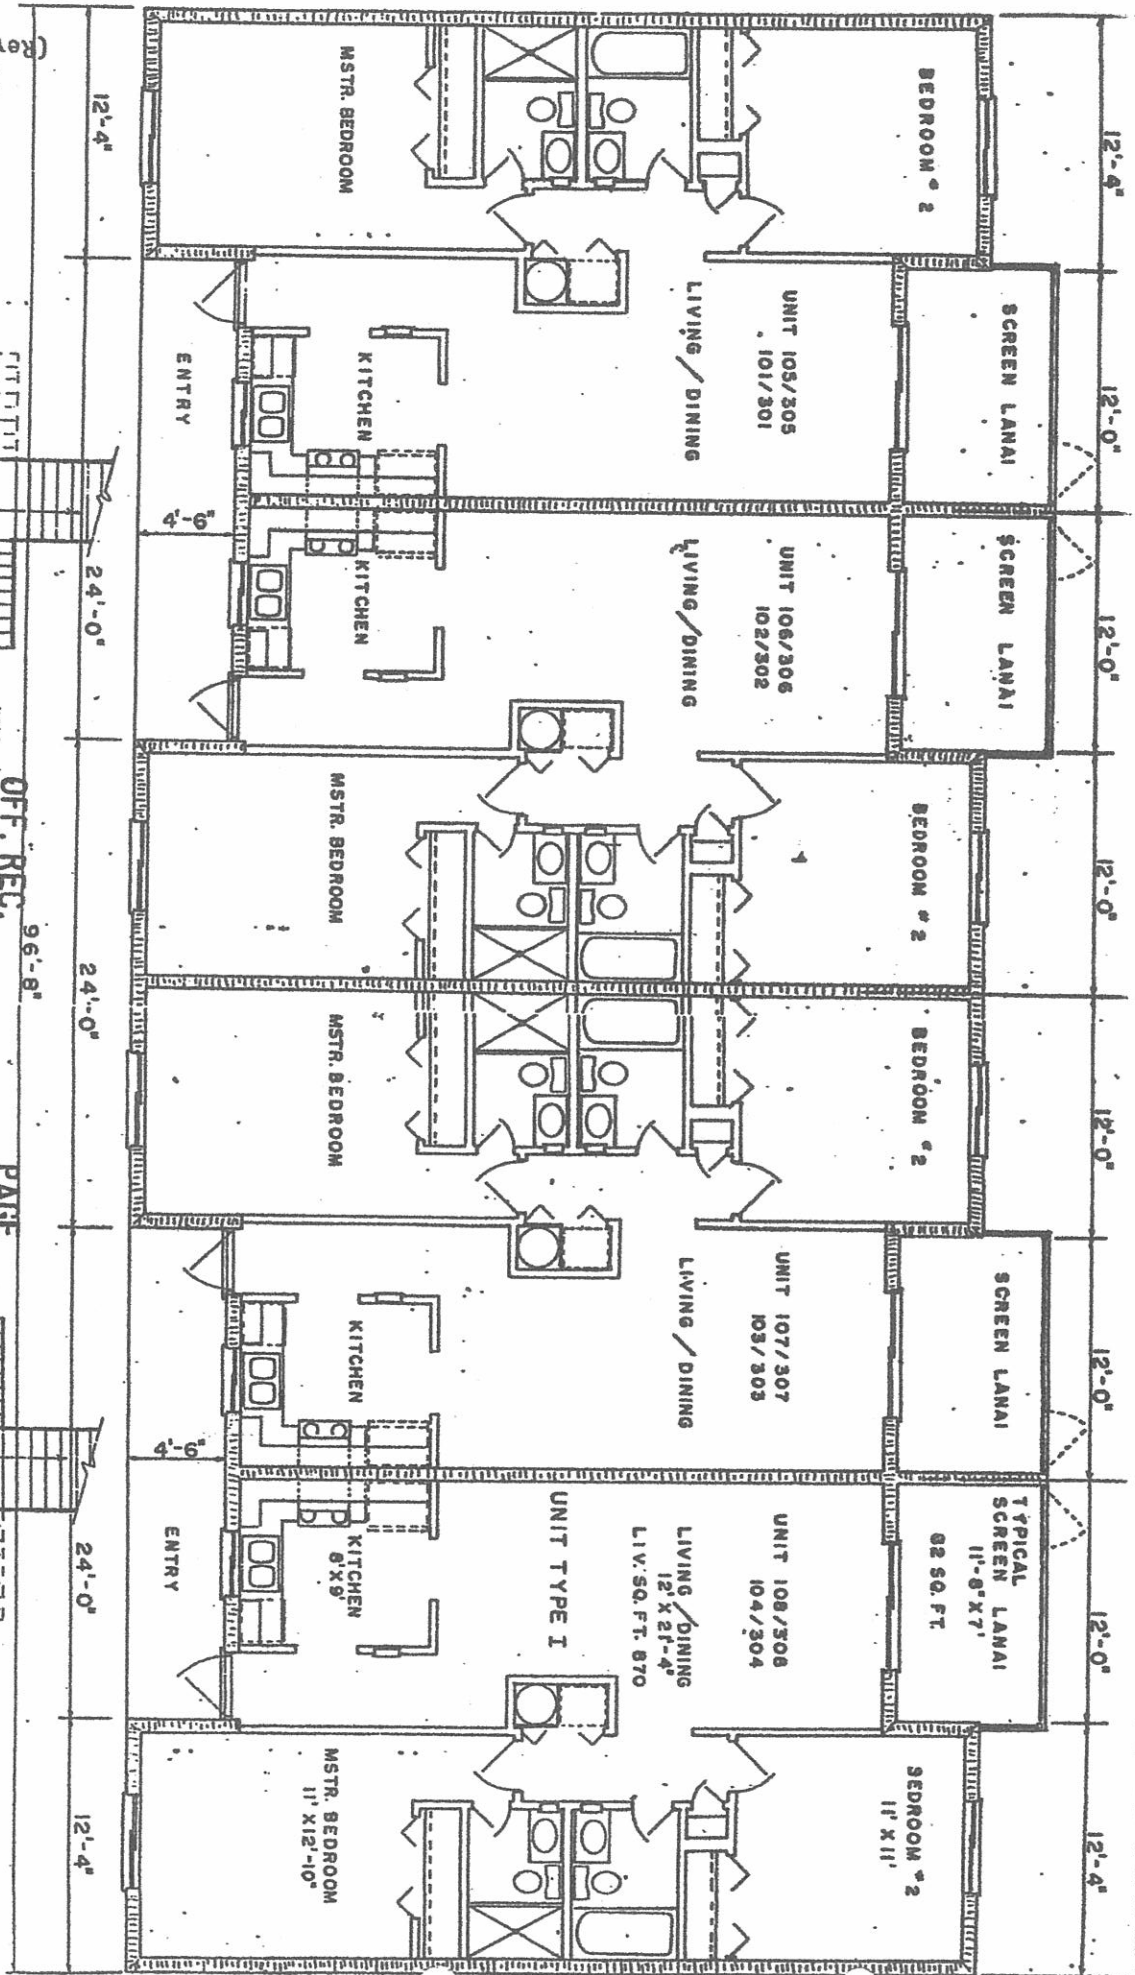 12'-4"
12'-0"
12'-0"
12'-0"
12'-0"
12'-0"
12'-0"
12'-4"
SCREEN LANAI
SCREEN LANAI
SCREEN LANAI
TYPICAL
SCREEN LANAI
11'-8" X 7'
82 SQ. FT.
BEDROOM #2
BEDROOM #2
BEDROOM #2
BEDROOM #2
11' X 11'
UNIT 105/305
101/301
LIVING / DINING
UNIT 106/306
102/302
LIVING / DINING
UNIT 107/307
103/303
LIVING / DINING
UNIT 108/308
104/304
LIVING / DINING
12' X 21'-4"
LIV. SQ. FT. 870
UNIT TYPE I
MSTR. BEDROOM
KITCHEN
KITCHEN
MSTR. BEDROOM
MSTR. BEDROOM
KITCHEN
KITCHEN
8' X 9'
MSTR. BEDROOM
11' X 12'-10"
ENTRY
4'-6"
4'-6"
ENTRY
12'-4"
24'-0"
24'-0"
24'-0"
12'-4"
96'-8"
OFF. REC.
PAGE
(Rev